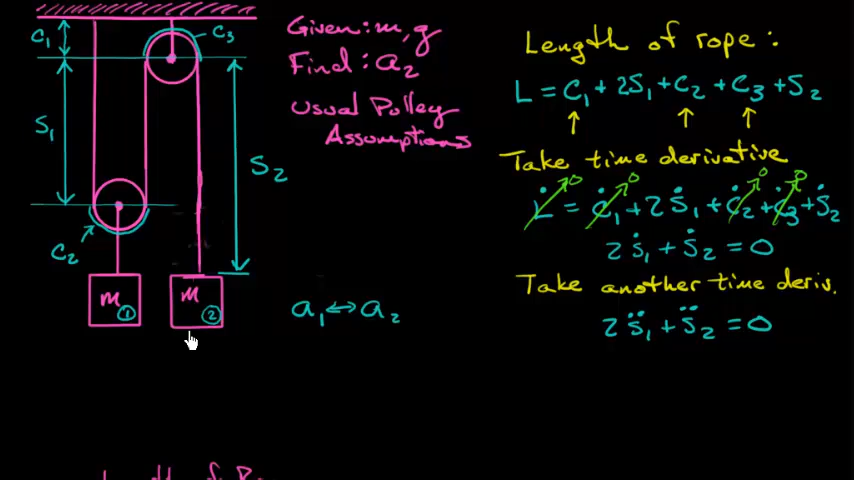 C₁
C₃
S₁
S₂
C₂
m ①
m ②
Given: m, g
Find: a₂
Usual Pulley
Assumptions
a₁ ↔ a₂
Length of rope:
L = C₁ + 2S₁ + C₂ + C₃ + S₂
↑ ↑ ↑
Take time derivative
L̇ = Ċ₁ + 2Ṡ₁ + Ċ₂ + Ċ₃ + Ṡ₂
0 0 0 0
2Ṡ₁ + Ṡ₂ = 0
Take another time deriv.
2S̈₁ + S̈₂ = 0